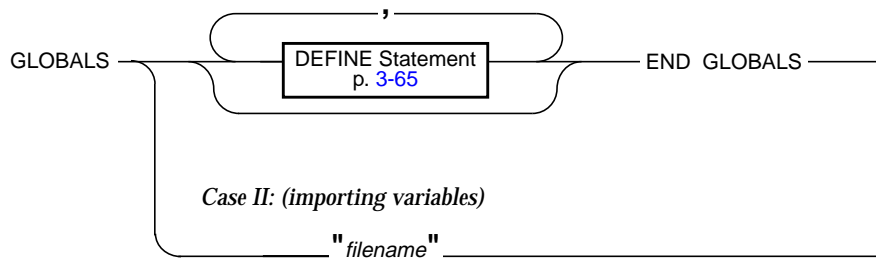 ,
GLOBALS
DEFINE Statement
p. 3-65
END GLOBALS
Case II: (importing variables)
"filename"